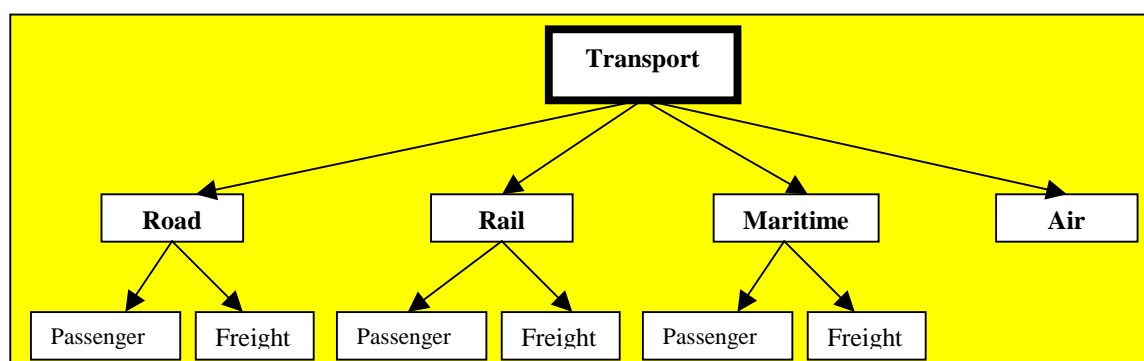 Transport
Road
Rail
Maritime
Air
Passenger
Freight
Passenger
Freight
Passenger
Freight